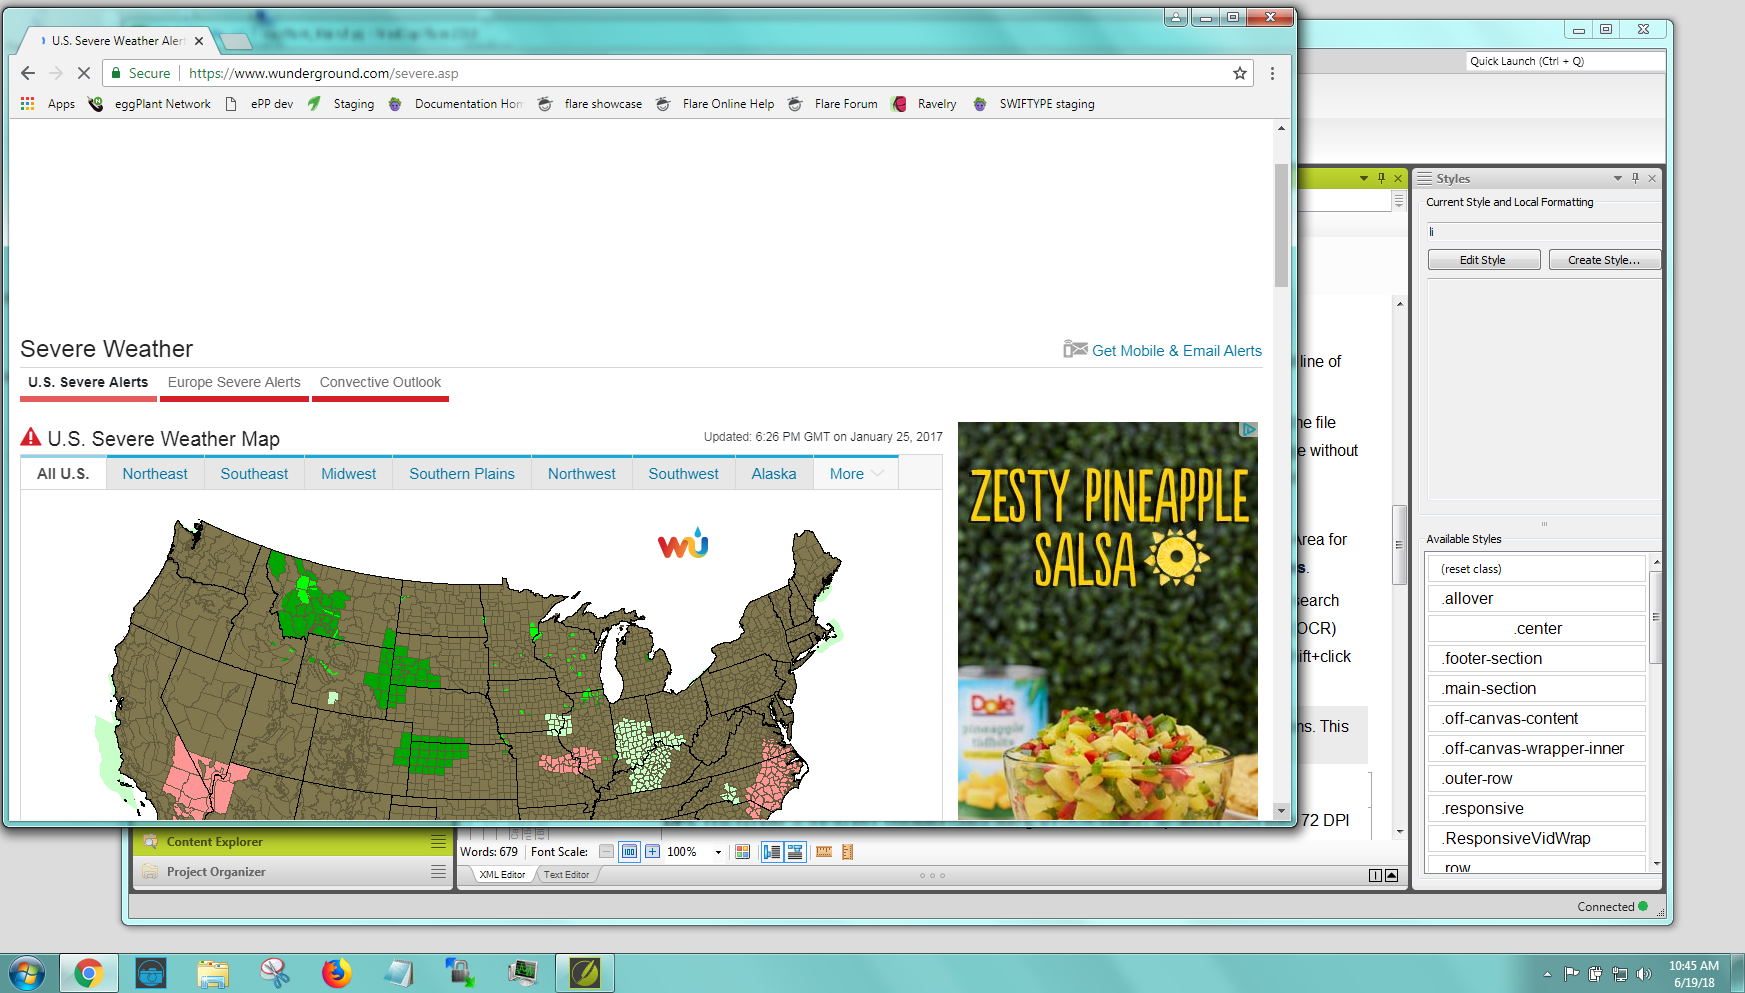 U.S. Severe Weather Alert
Secure
https://www.wunderground.com/severe.asp
Apps
eggPlant Network
ePP dev
Staging
Documentation Hom
flare showcase
Flare Online Help
Flare Forum
Ravelry
SWIFTYPE staging
Severe Weather
Get Mobile & Email Alerts
U.S. Severe Alerts
Europe Severe Alerts
Convective Outlook
U.S. Severe Weather Map
Updated: 6:26 PM GMT on January 25, 2017
All U.S.
Northeast
Southeast
Midwest
Southern Plains
Northwest
Southwest
Alaska
More
WU
ZESTY PINEAPPLE
SALSA
Dole
pineapple
tidbits
Quick Launch (Ctrl + Q)
Styles
Current Style and Local Formatting
li
Edit Style
Create Style...
line of
e file
e without
Area for
s.
search
OCR)
ift+click
ns. This
72 DPI
Available Styles
(reset class)
.allover
.center
.footer-section
.main-section
.off-canvas-content
.off-canvas-wrapper-inner
.outer-row
.responsive
.ResponsiveVidWrap
.row
Content Explorer
Project Organizer
Words: 679
Font Scale:
100%
XML Editor
Text Editor
Connected
10:45 AM
6/19/18